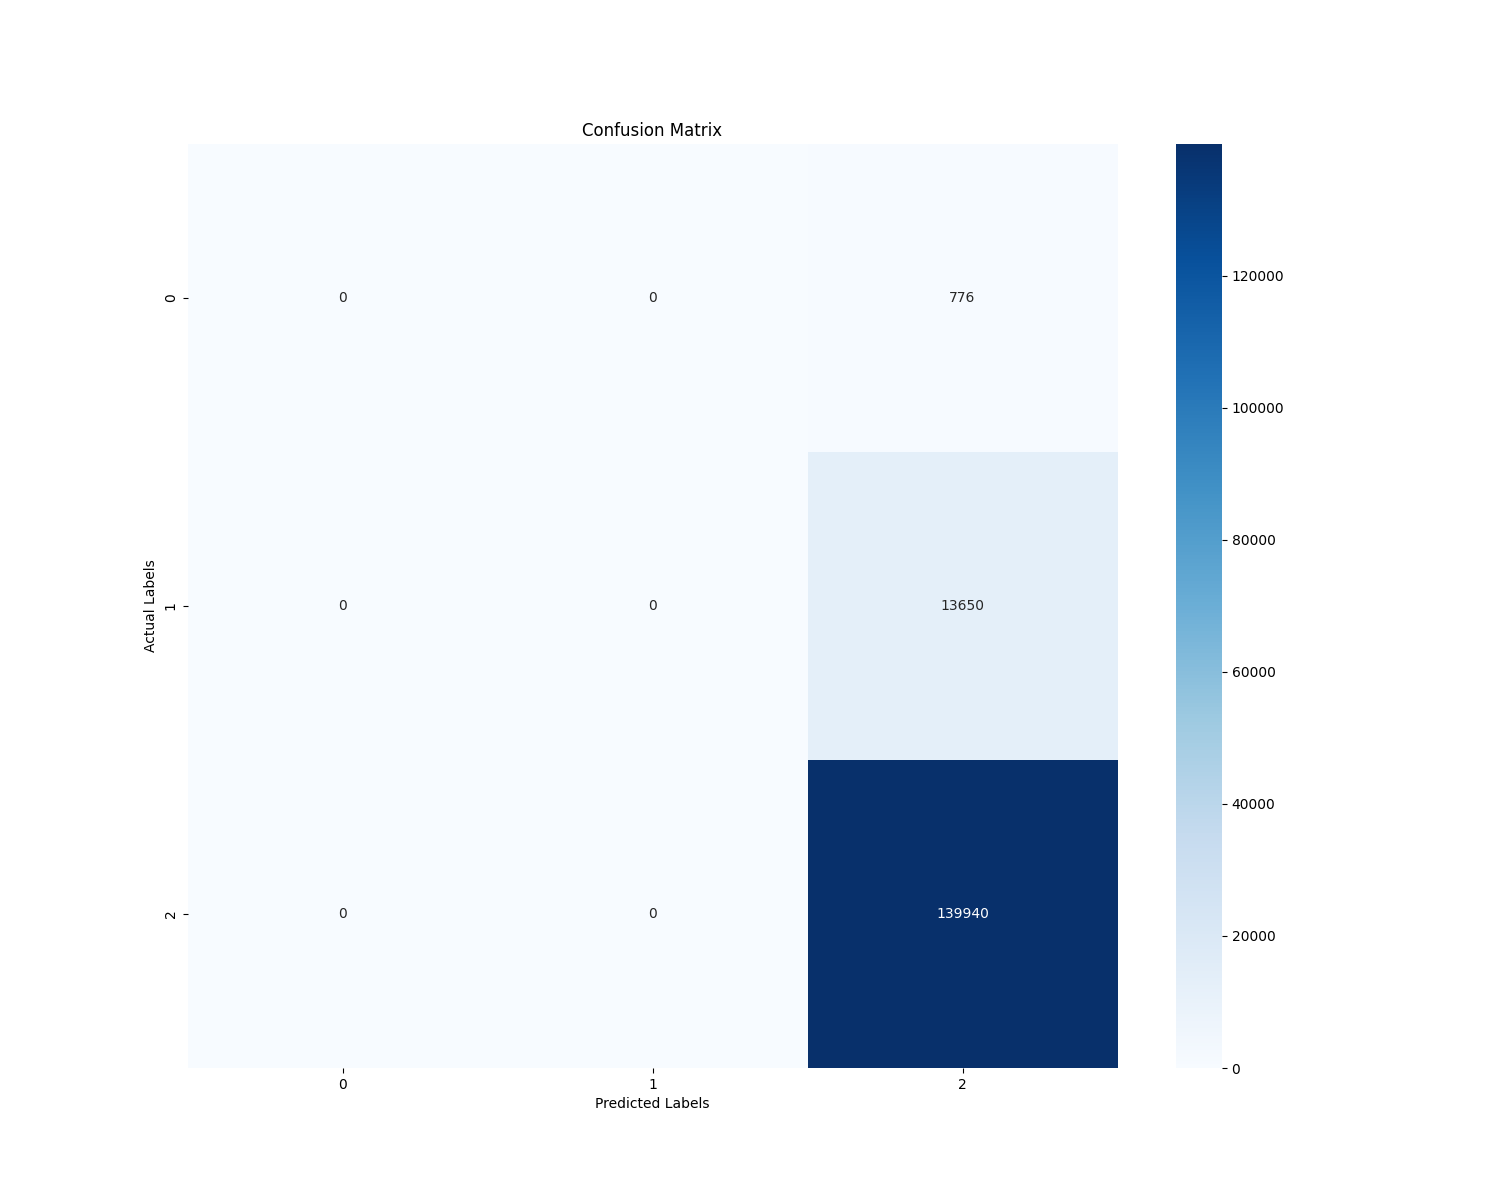 Confusion Matrix
0 0 0 776
1 0 0 13650
2 0 0 139940
0 1 2
Actual Labels
Predicted Labels
120000
100000
80000
60000
40000
20000
0